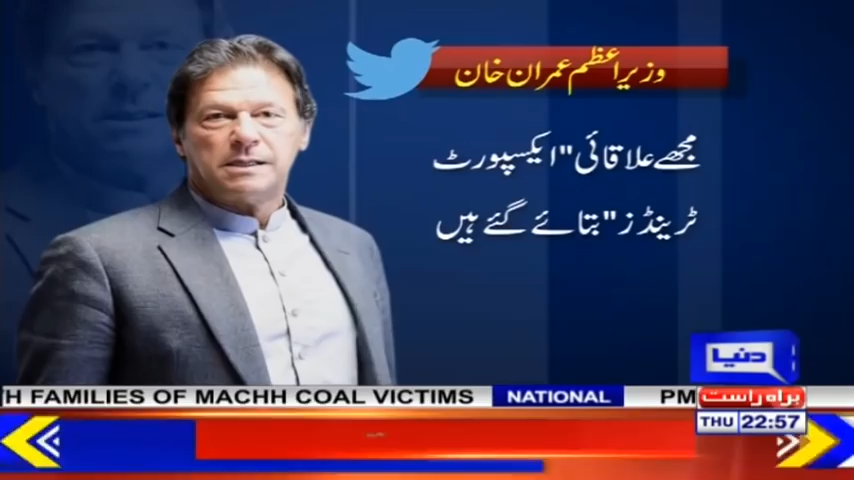 وزیراعظم عمران خان
مجھے علاقائی "ایکسپورٹ
ٹرینڈز" بتائے گئے ہیں
دنیا
H FAMILIES OF MACHH COAL VICTIMS NATIONAL PM
براہ راست
THU 22:57